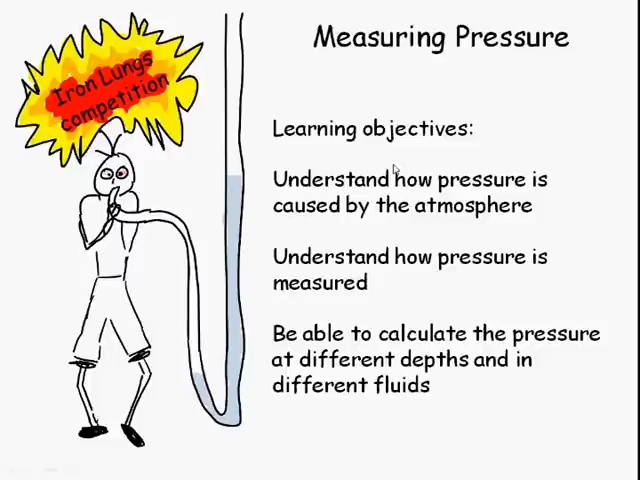 Measuring Pressure
Iron Lungs
competition
Learning objectives:
Understand how pressure is
caused by the atmosphere
Understand how pressure is
measured
Be able to calculate the pressure
at different depths and in
different fluids